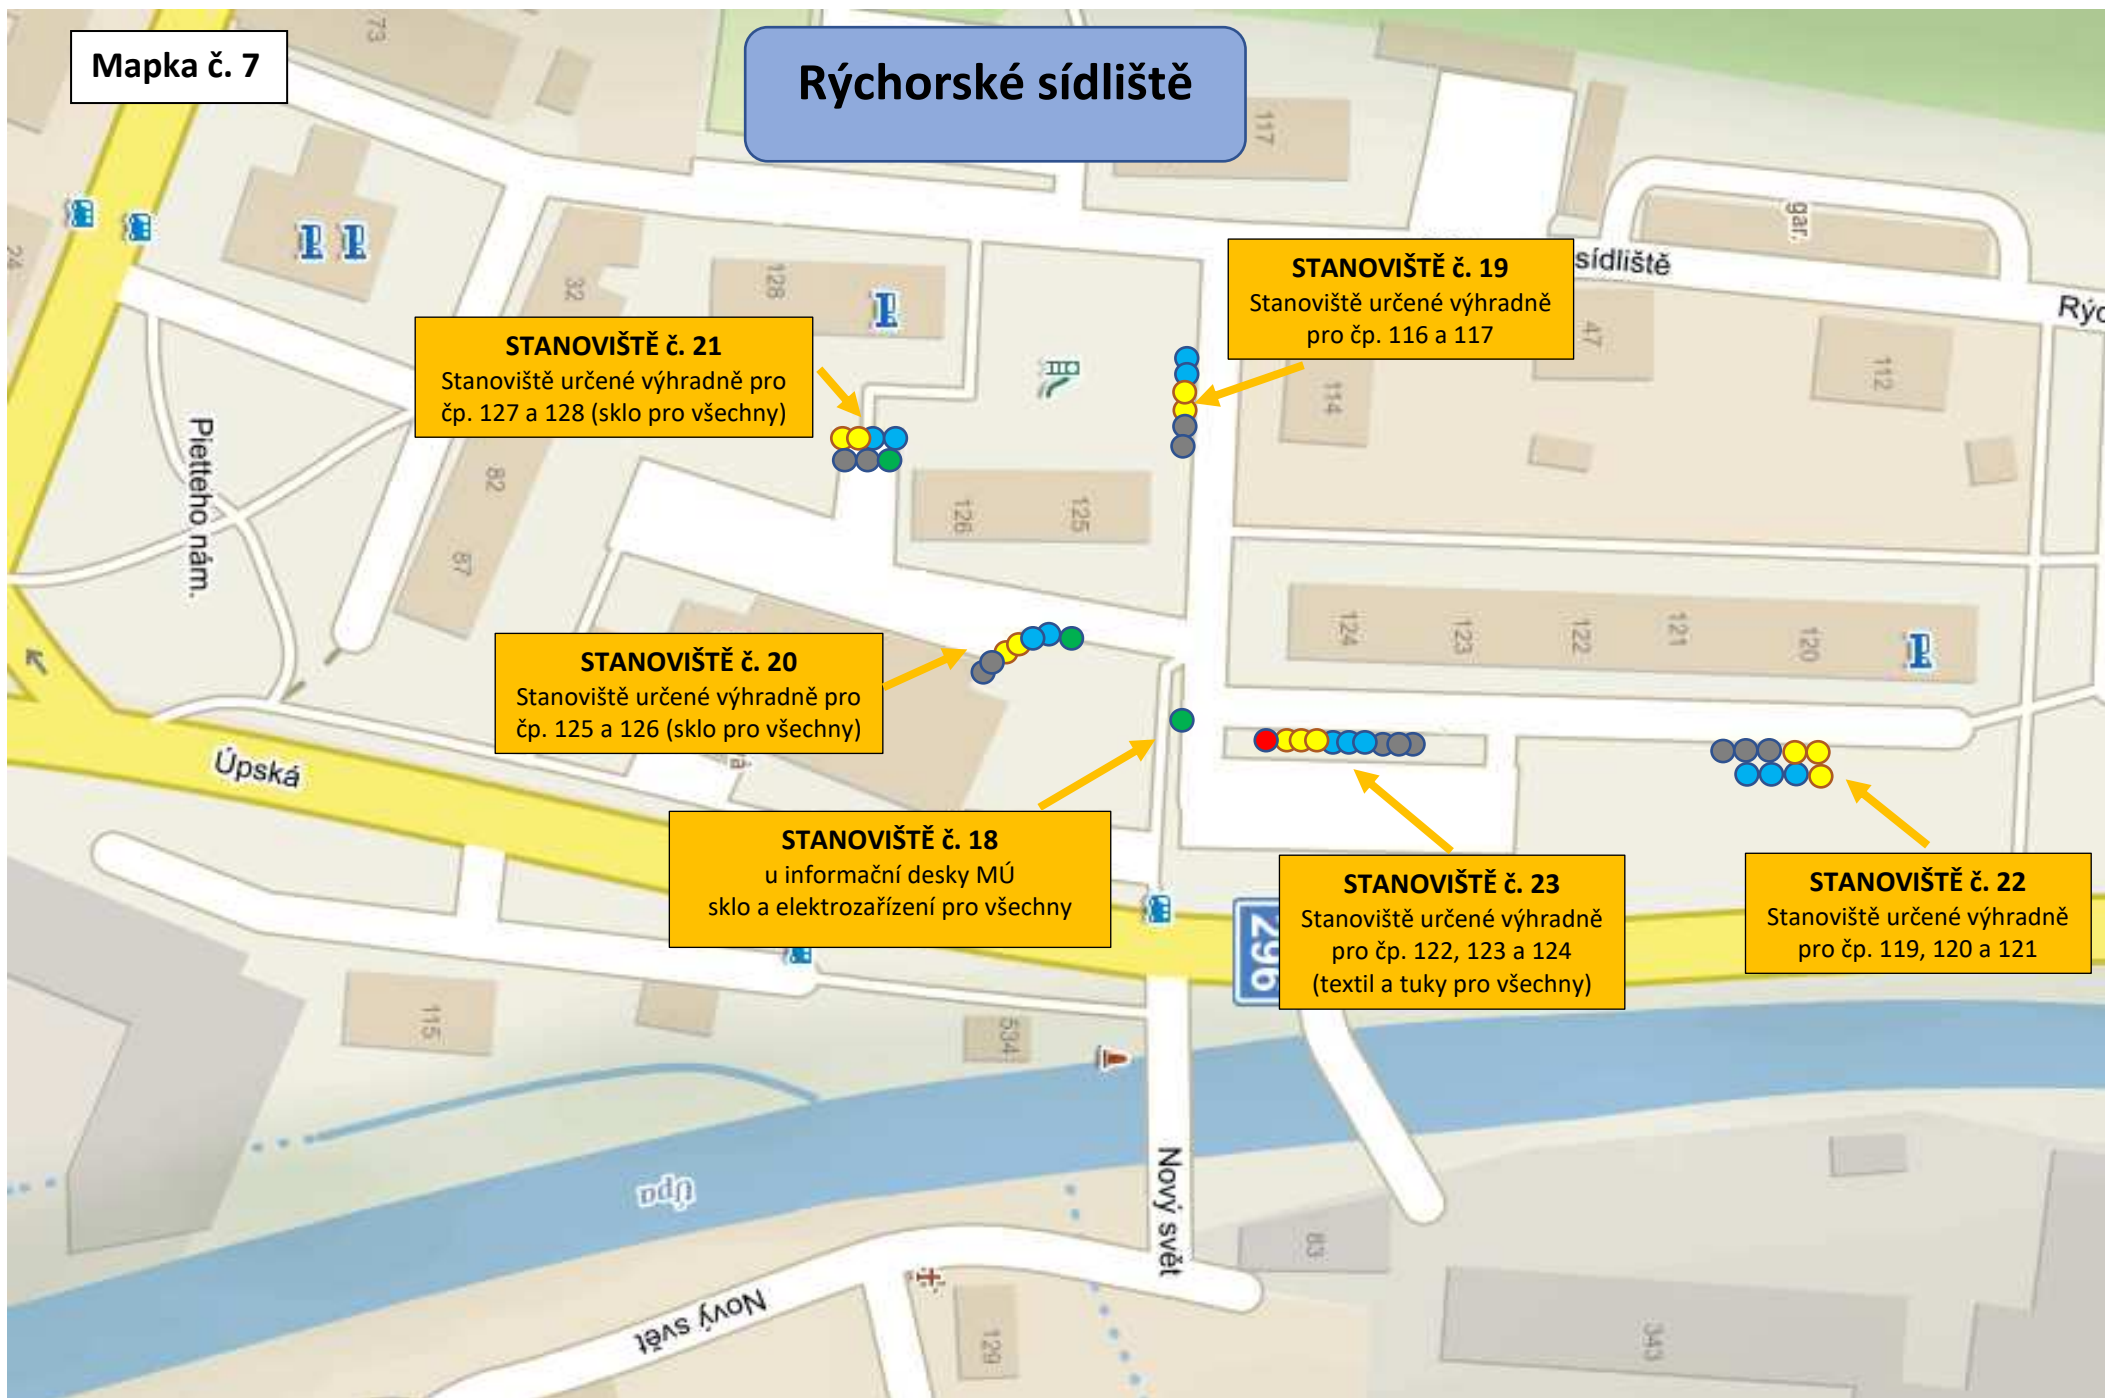 Mapka č. 7
Rýchorské sídliště
73
117
gar.
24
32
128
sídliště
Rýc
STANOVIŠTĚ č. 19
Stanoviště určené výhradně
pro čp. 116 a 117
STANOVIŠTĚ č. 21
Stanoviště určené výhradně pro
čp. 127 a 128 (sklo pro všechny)
47
112
114
Pietteho nám.
82
87
126
125
124
123
122
121
120
STANOVIŠTĚ č. 20
Stanoviště určené výhradně pro
čp. 125 a 126 (sklo pro všechny)
á
Úpská
STANOVIŠTĚ č. 18
u informační desky MÚ
sklo a elektrozařízení pro všechny
296
STANOVIŠTĚ č. 23
Stanoviště určené výhradně
pro čp. 122, 123 a 124
(textil a tuky pro všechny)
STANOVIŠTĚ č. 22
Stanoviště určené výhradně
pro čp. 119, 120 a 121
115
534
Úpa
Nový svět
83
Nový svět
129
343